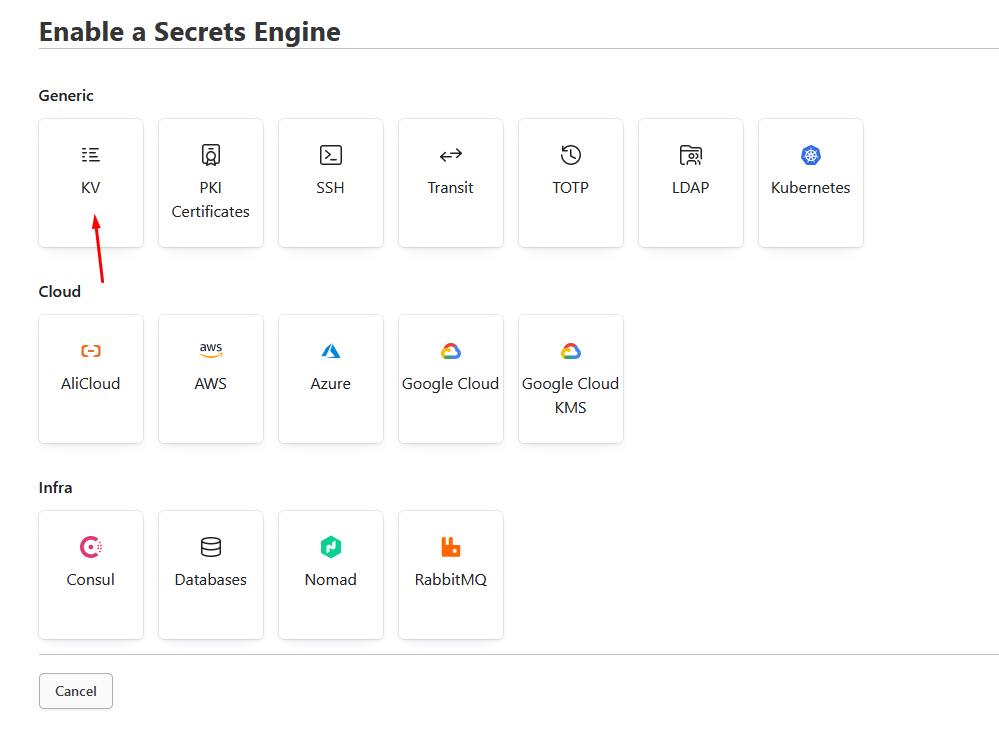 Enable a Secrets Engine
Generic
KV
PKI
Certificates
SSH
Transit
TOTP
LDAP
Kubernetes
Cloud
AliCloud
aws
AWS
Azure
Google Cloud
Google Cloud
KMS
Infra
Consul
Databases
Nomad
RabbitMQ
Cancel